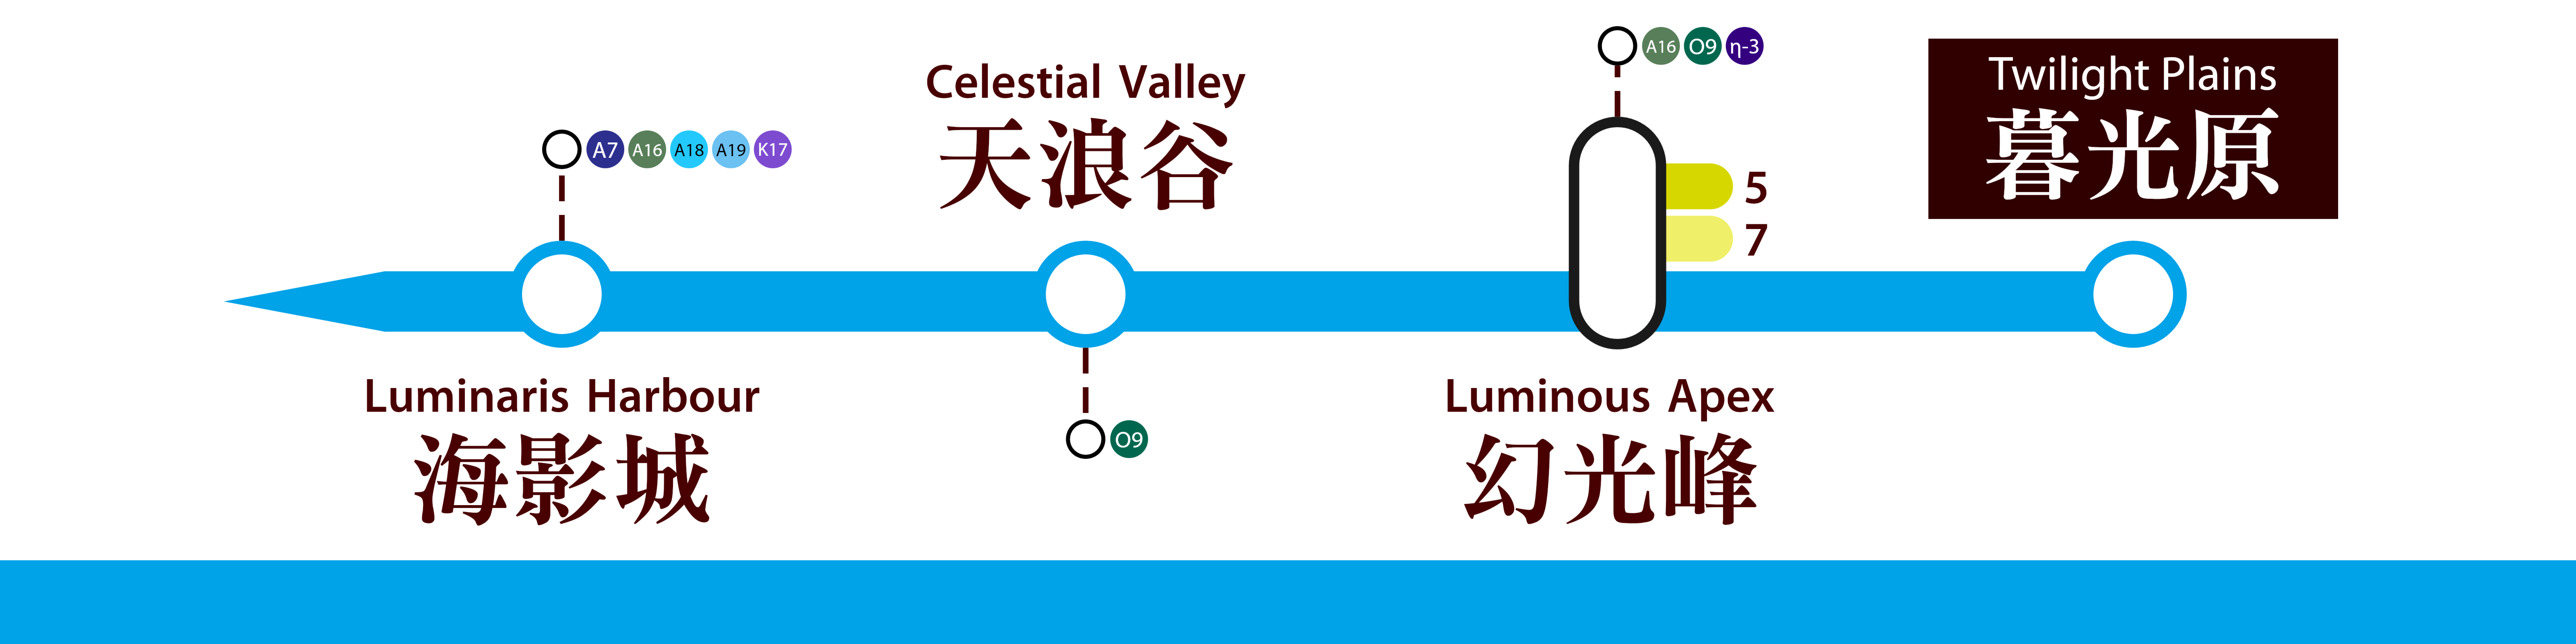 A7 A16 A18 A19 K17
Luminaris Harbour
海影城
Celestial Valley
天浪谷
O9
A16 O9 η-3
5
7
Luminous Apex
幻光峰
Twilight Plains
暮光原